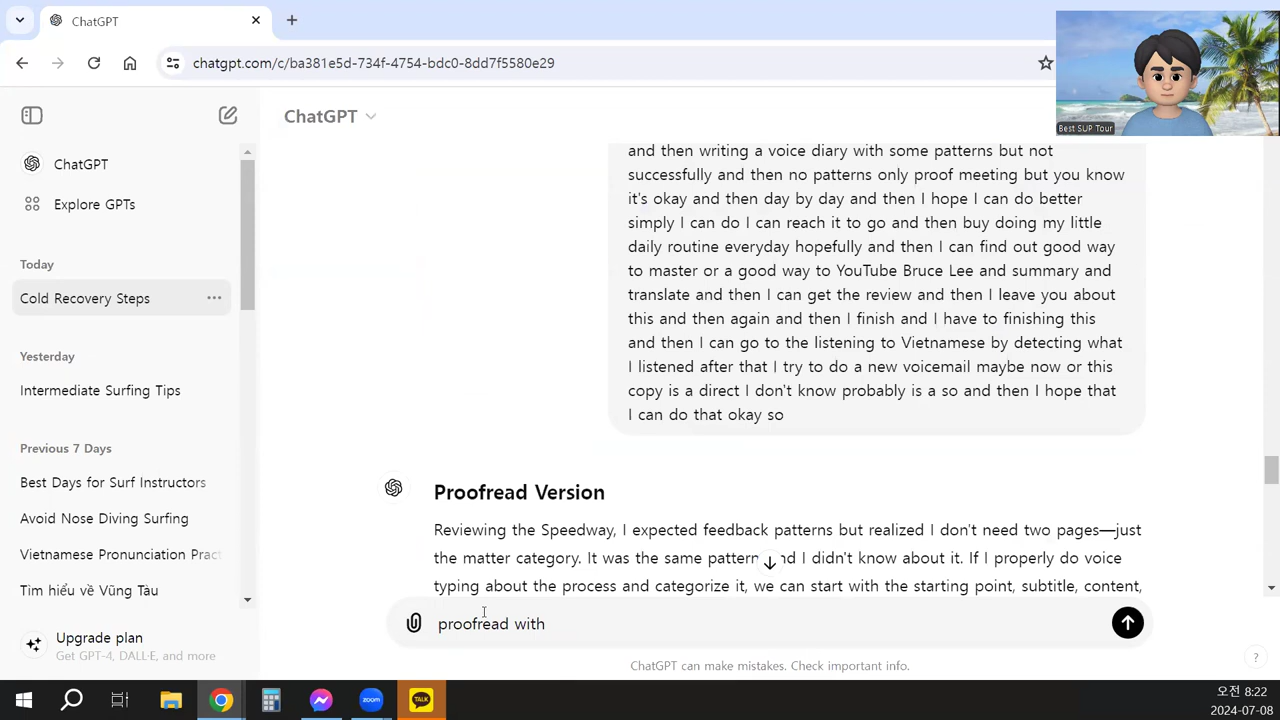 ChatGPT
chatgpt.com/c/ba381e5d-734f-4754-bdc0-8dd7f5580e29
Best SUP Tour
ChatGPT
ChatGPT
Explore GPTs
Today
Cold Recovery Steps
Yesterday
Intermediate Surfing Tips
Previous 7 Days
Best Days for Surf Instructors
Avoid Nose Diving Surfing
Vietnamese Pronunciation Pract
Tìm hiểu về Vũng Tàu
Upgrade plan
Get GPT-4, DALL·E, and more
and then writing a voice diary with some patterns but not
successfully and then no patterns only proof meeting but you know
it's okay and then day by day and then I hope I can do better
simply I can do I can reach it to go and then buy doing my little
daily routine everyday hopefully and then I can find out good way
to master or a good way to YouTube Bruce Lee and summary and
translate and then I can get the review and then I leave you about
this and then again and then I finish and I have to finishing this
and then I can go to the listening to Vietnamese by detecting what
I listened after that I try to do a new voicemail maybe now or this
copy is a direct I don't know probably is a so and then I hope that
I can do that okay so
Proofread Version
Reviewing the Speedway, I expected feedback patterns but realized I don't need two pages—just
the matter category. It was the same pattern and I didn't know about it. If I properly do voice
typing about the process and categorize it, we can start with the starting point, subtitle, content,
proofread with
ChatGPT can make mistakes. Check important info.
?
TALK
zoom
오전 8:22
2024-07-08